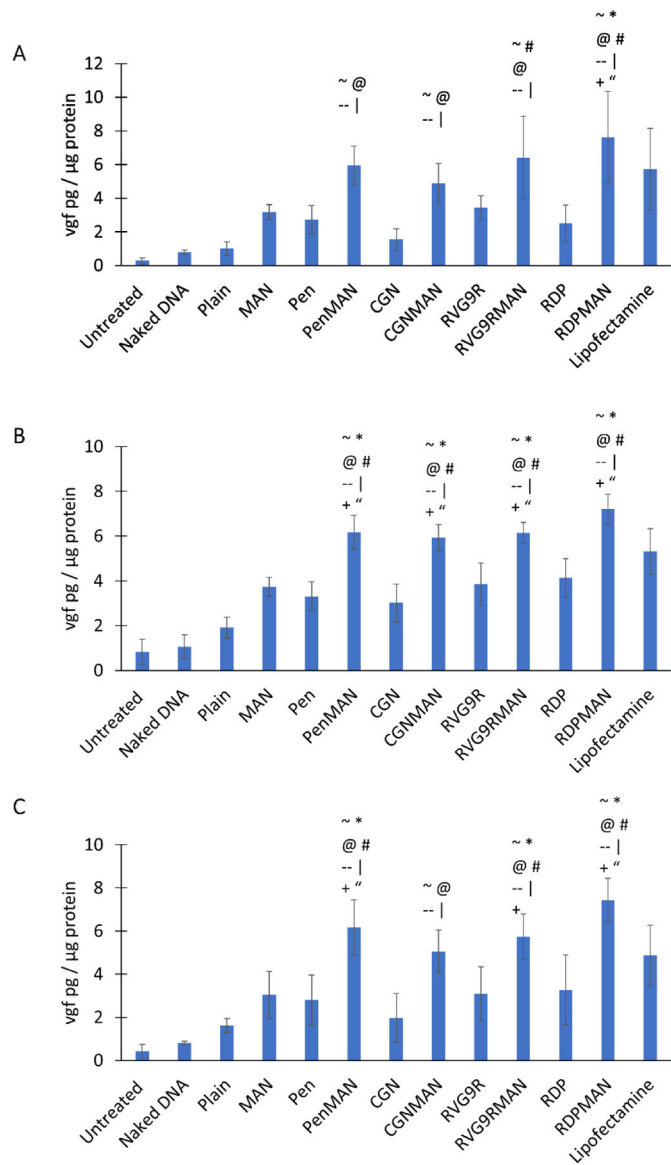 A
~ *
~ #
@ #
~ @
~ @
@
-- |
-- |
-- |
-- |
+ “
vgf pg / µg protein
12
10
8
6
4
2
0
Untreated
Naked DNA
Plain
MAN
Pen
PenMAN
CGN
CGNMAN
RVG9R
RVG9RMAN
RDP
RDPMAN
Lipofectamine
B
~ * ~ * ~ * ~ *
@ # @ # @ # @ #
-- | -- | -- | -- |
+ “ + “ + “ + “
vgf pg / µg protein
10
8
6
4
2
0
Untreated
Naked DNA
Plain
MAN
Pen
PenMAN
CGN
CGNMAN
RVG9R
RVG9RMAN
RDP
RDPMAN
Lipofectamine
C
~ * ~ * ~ *
@ # ~ @ @ # @ #
-- | -- | -- | -- |
+ “ + + “
vgf pg / µg protein
10
8
6
4
2
0
Untreated
Naked DNA
Plain
MAN
Pen
PenMAN
CGN
CGNMAN
RVG9R
RVG9RMAN
RDP
RDPMAN
Lipofectamine